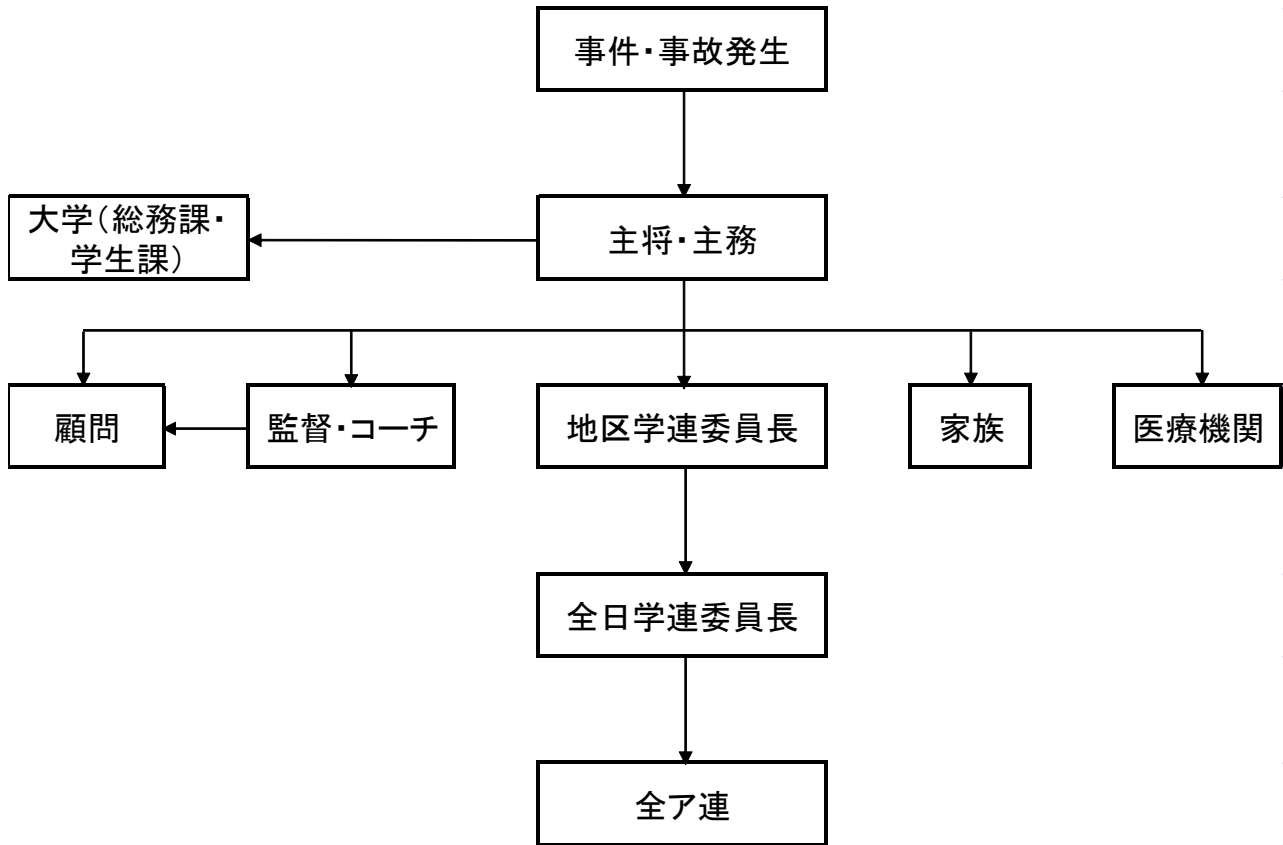 事件・事故発生
大学(総務課・
学生課)
主将・主務
顧問
監督・コーチ
地区学連委員長
家族
医療機関
全日学連委員長
全ア連